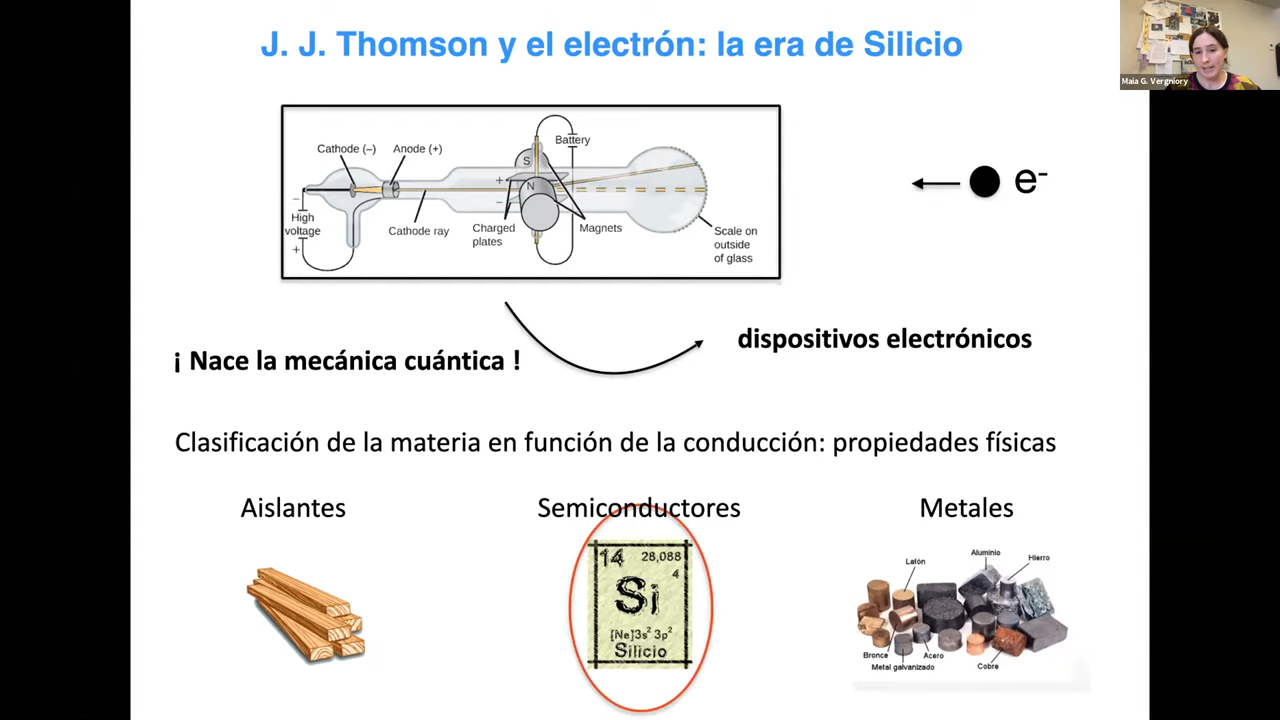 J. J. Thomson y el electrón: la era de Silicio
Maia G. Vergniory
Cathode (–)
Anode (+)
Battery
S
N
+
–
–
High
voltage
+
Cathode ray
Charged
plates
Magnets
Scale on
outside
of glass
e-
¡ Nace la mecánica cuántica !
dispositivos electrónicos
Clasificación de la materia en función de la conducción: propiedades físicas
Aislantes
Semiconductores
Metales
14
28,088
4
Si
[Ne]3s² 3p²
Silicio
Latón
Aluminio
Hierro
Bronce
Acero
Metal galvanizado
Cobre